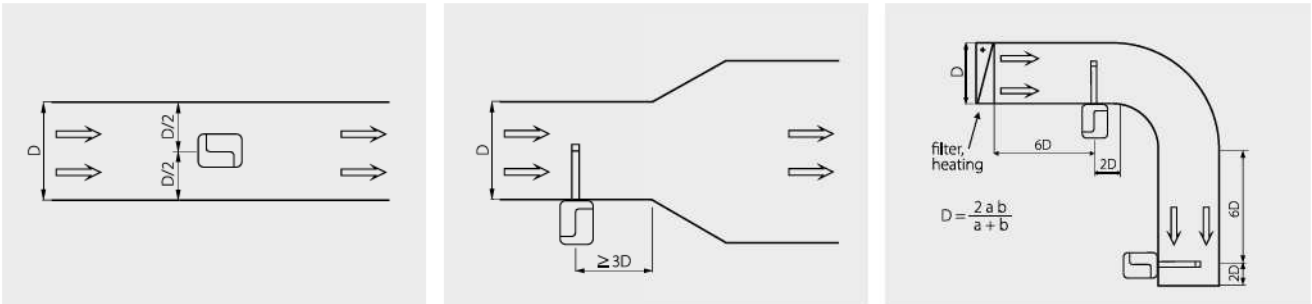 D
D/2
D/2
D
≥ 3D
D
filter,
heating
6D
2D
D = 2 a b / a + b
6D
2D